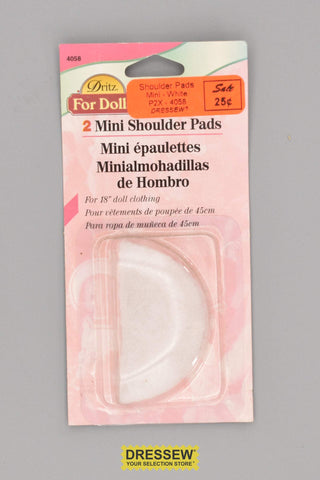 4058
Dritz
For Doll
Shoulder Pads
Mini - White
P2X - 4058
DRESSEW
Sale
25¢
2 Mini Shoulder Pads
Mini épaulettes
Minialmohadillas
de Hombro
For 18" doll clothing
Pour vêtements de poupée de 45cm
Para ropa de muñeca de 45cm
DRESSEW
YOUR SELECTION STORE